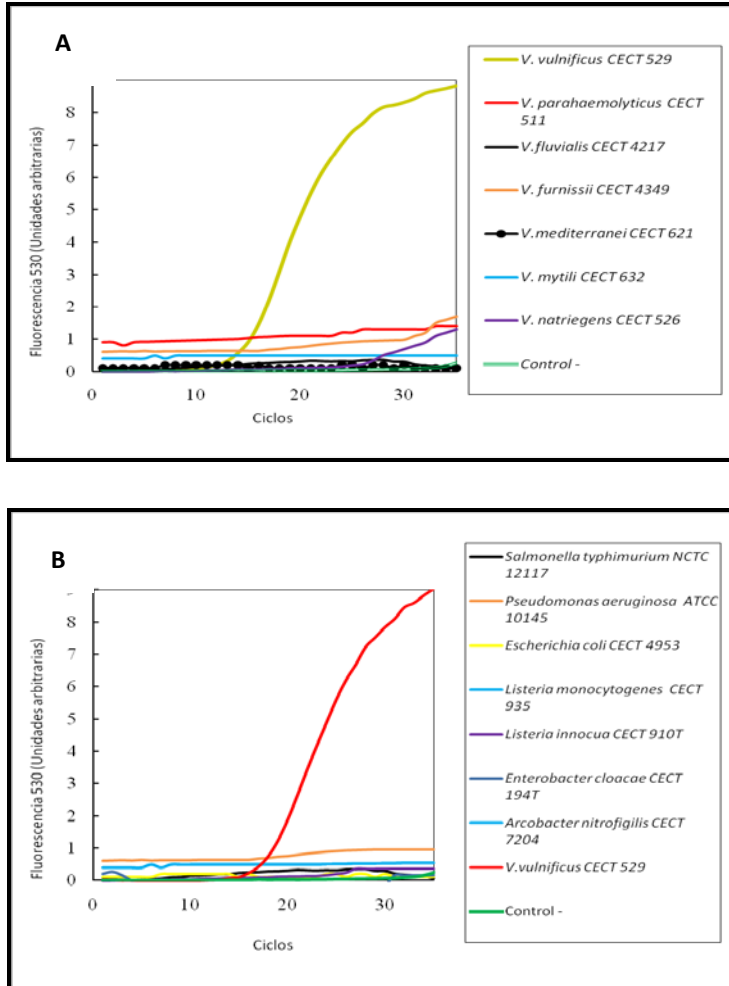 A
8
7
6
5
4
3
2
1
0
0
10
20
30
Fluorescencia 530 (Unidades arbitrarias)
Ciclos
V. vulnificus CECT 529
V. parahaemolyticus CECT
511
V.fluvialis CECT 4217
V. furnissii CECT 4349
V.mediterranei CECT 621
V. mytili CECT 632
V. natriegens CECT 526
Control -
B
8
7
6
5
4
3
2
1
0
0
10
20
30
Fluorescencia 530 (Unidades arbitrarias)
Ciclos
Salmonella typhimurium NCTC
12117
Pseudomonas aeruginosa ATCC
10145
Escherichia coli CECT 4953
Listeria monocytogenes CECT
935
Listeria innocua CECT 910T
Enterobacter cloacae CECT
194T
Arcobacter nitrofigilis CECT
7204
V.vulnificus CECT 529
Control -